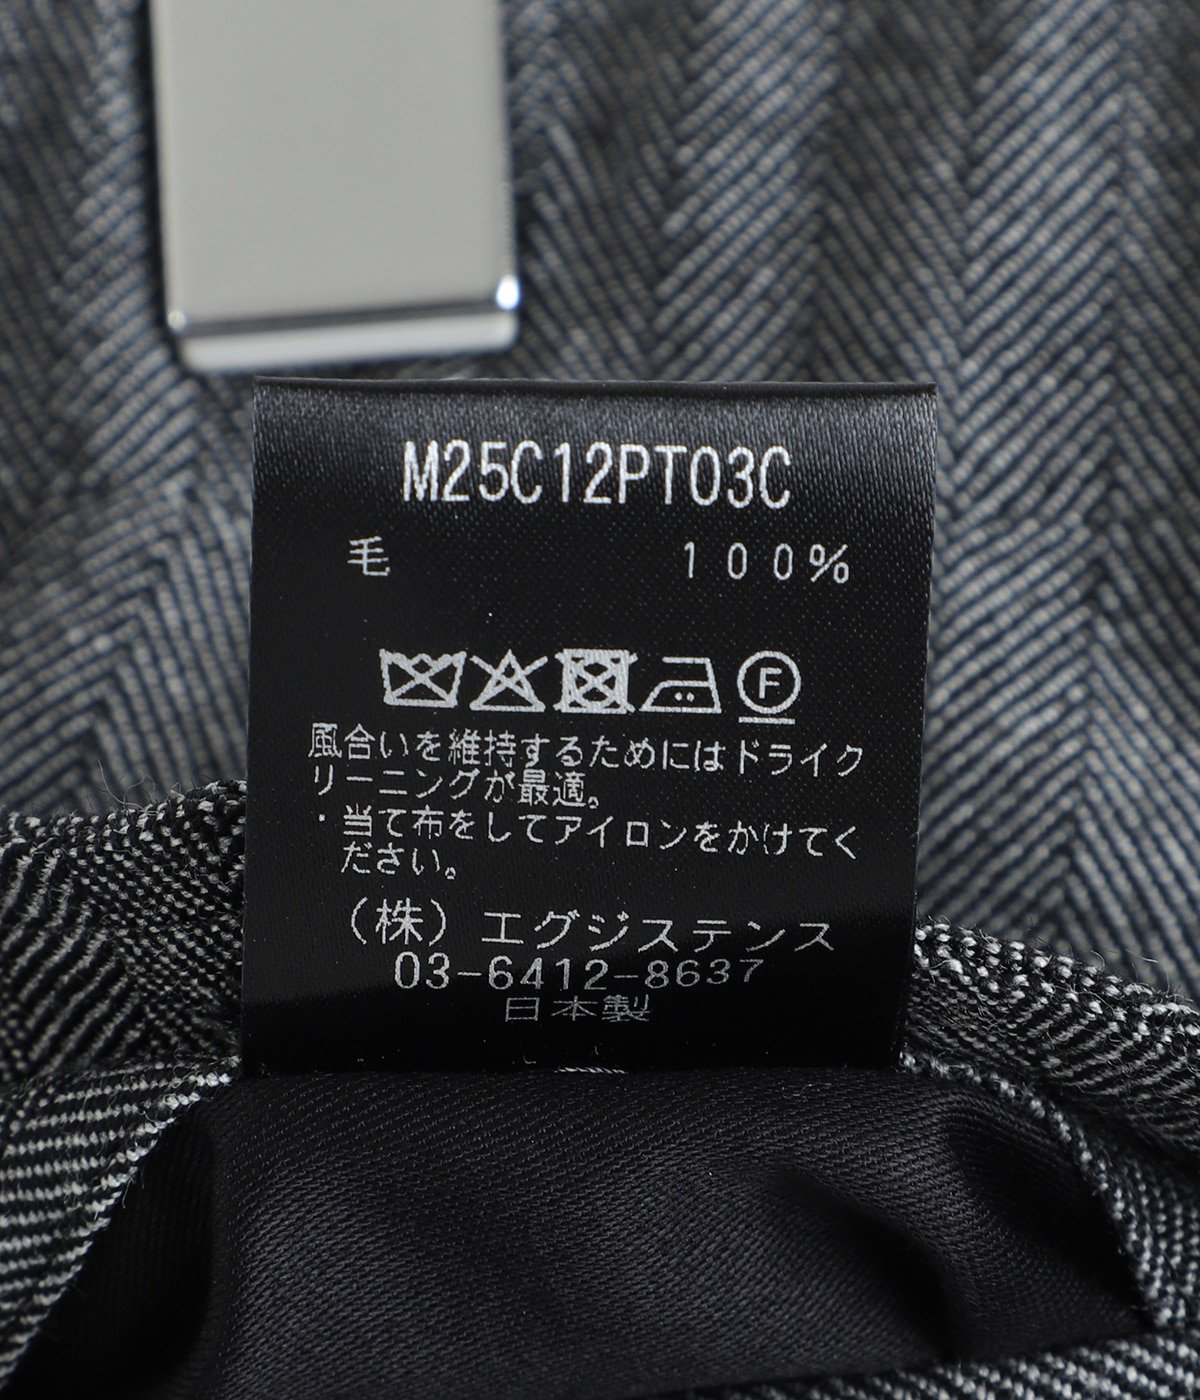 M25C12PT03C
毛 100%
F
風合いを維持するためにはドライク
リーニングが最適。
・当て布をしてアイロンをかけてく
ださい。
(株) エグジステンス
03-6412-8637
日本製